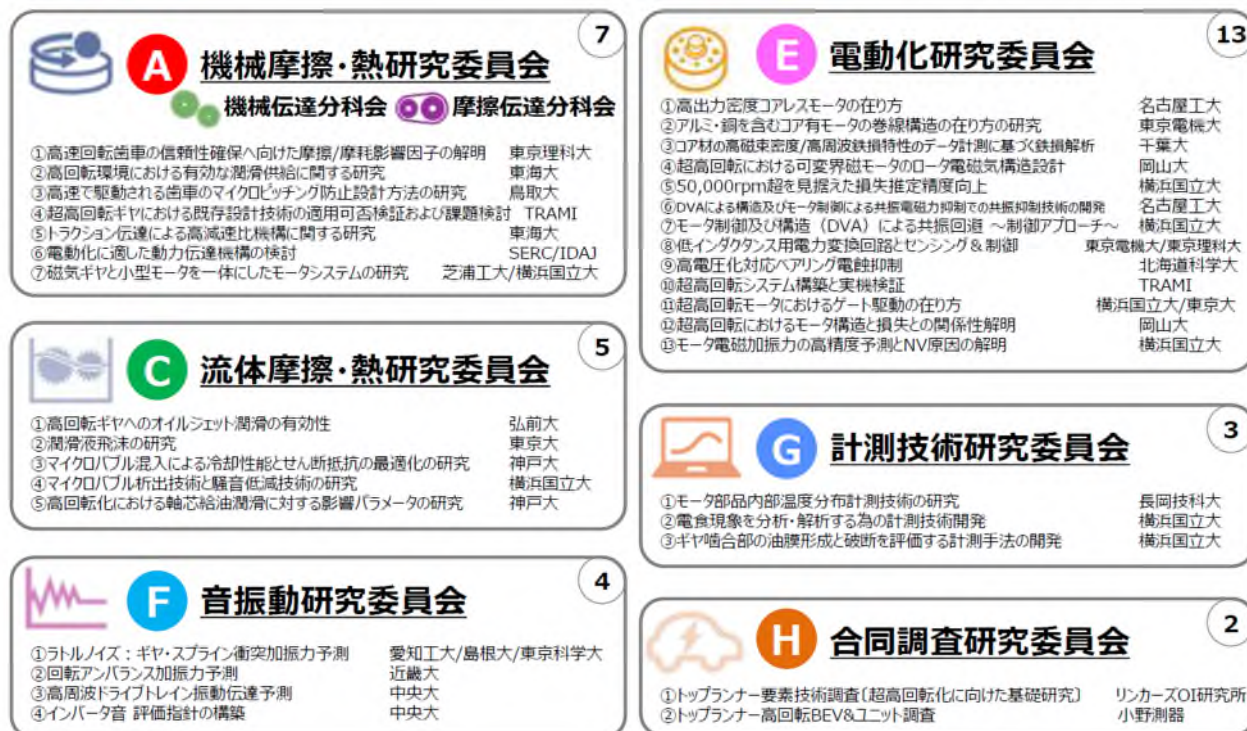 7
A 機械摩擦・熱研究委員会
機械伝達分科会 摩擦伝達分科会
①高速回転歯車の信頼性確保へ向けた摩擦/摩耗影響因子の解明 東京理科大
②高回転環境における有効な潤滑供給に関する研究 東海大
③高速で駆動される歯車のマイクロピッチング防止設計方法の研究 鳥取大
④超高回転ギヤにおける既存設計技術の適用可否検証および課題検討 TRAMI
⑤トラクション伝達による高減速比機構に関する研究 東海大
⑥電動化に適した動力伝達機構の検討 SERC/IDAJ
⑦磁気ギヤと小型モータを一体にしたモータシステムの研究 芝浦工大/横浜国立大
5
C 流体摩擦・熱研究委員会
①高回転ギヤへのオイルジェット潤滑の有効性 弘前大
②潤滑液飛沫の研究 東京大
③マイクロバブル混入による冷却性能とせん断抵抗の最適化の研究 神戸大
④マイクロバブル析出技術と騒音低減技術の研究 横浜国立大
⑤高回転化における軸芯給油潤滑に対する影響パラメータの研究 神戸大
4
F 音振動研究委員会
①ラトルノイズ：ギヤ・スプライン衝突加振力予測 愛知工大/島根大/東京科学大
②回転アンバランス加振力予測 近畿大
③高周波ドライブトレイン振動伝達予測 中央大
④インバータ音 評価指針の構築 中央大
13
E 電動化研究委員会
①高出力密度コアレスモータの在り方 名古屋工大
②アルミ・銅を含むコア有モータの巻線構造の在り方の研究 東京電機大
③コア材の高磁束密度/高周波鉄損特性のデータ計測に基づく鉄損解析 千葉大
④超高回転における可変界磁モータのロータ電磁気構造設計 岡山大
⑤50,000rpm超を見据えた損失推定精度向上 横浜国立大
⑥DVAによる構造及びモータ制御による共振電磁力抑制での共振抑制技術の開発 名古屋工大
⑦モータ制御及び構造（DVA）による共振回避 ～制御アプローチ～ 横浜国立大
⑧低インダクタンス用電力変換回路とセンシング＆制御 東京電機大/東京理科大
⑨高電圧化対応ベアリング電蝕抑制 北海道科学大
⑩超高回転システム構築と実機検証 TRAMI
⑪超高回転モータにおけるゲート駆動の在り方 横浜国立大/東京大
⑫超高回転におけるモータ構造と損失との関係性解明 岡山大
⑬モータ電磁加振力の高精度予測とNV原因の解明 横浜国立大
3
G 計測技術研究委員会
①モータ部品内部温度分布計測技術の研究 長岡技科大
②電食現象を分析・解析する為の計測技術開発 横浜国立大
③ギヤ噛合部の油膜形成と破断を評価する計測手法の開発 横浜国立大
2
H 合同調査研究委員会
①トップランナー要素技術調査〔超高回転化に向けた基礎研究〕 リンカーズOI研究所
②トップランナー高回転BEV&ユニット調査 小野測器